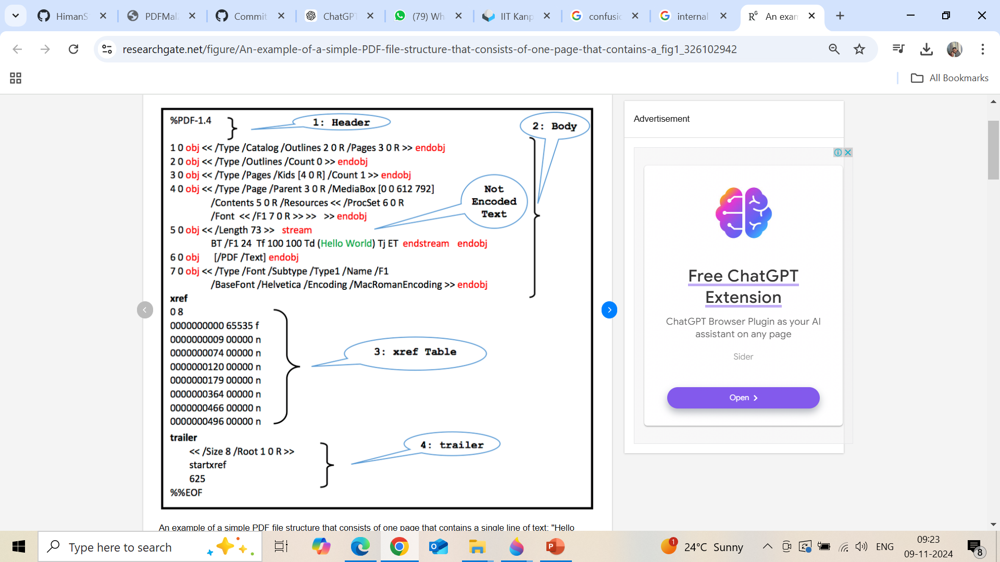 HimanS
PDFMal
Commit
ChatGPT
(79) Wh
IIT Kanp
confusio
internal
An exam
researchgate.net/figure/An-example-of-a-simple-PDF-file-structure-that-consists-of-one-page-that-contains-a_fig1_326102942
All Bookmarks
%PDF-1.4
1: Header
2: Body
1 0 obj << /Type /Catalog /Outlines 2 0 R /Pages 3 0 R >> endobj
2 0 obj << /Type /Outlines /Count 0 >> endobj
3 0 obj << /Type /Pages /Kids [4 0 R] /Count 1 >> endobj
4 0 obj << /Type /Page /Parent 3 0 R /MediaBox [0 0 612 792]
/Contents 5 0 R /Resources << /ProcSet 6 0 R
/Font << /F1 7 0 R >> >> >> endobj
Not
Encoded
Text
5 0 obj << /Length 73 >> stream
BT /F1 24 Tf 100 100 Td (Hello World) Tj ET endstream endobj
6 0 obj [/PDF /Text] endobj
7 0 obj << /Type /Font /Subtype /Type1 /Name /F1
/BaseFont /Helvetica /Encoding /MacRomanEncoding >> endobj
xref
0 8
0000000000 65535 f
0000000009 00000 n
0000000074 00000 n
0000000120 00000 n
0000000179 00000 n
0000000364 00000 n
0000000466 00000 n
0000000496 00000 n
3: xref Table
trailer
<< /Size 8 /Root 1 0 R >>
startxref
625
%%EOF
4: trailer
An example of a simple PDF file structure that consists of one page that contains a single line of text: "Hello
Advertisement
Free ChatGPT
Extension
ChatGPT Browser Plugin as your AI
assistant on any page
Sider
Open
Type here to search
1
24°C Sunny
ENG
09:23
09-11-2024
8